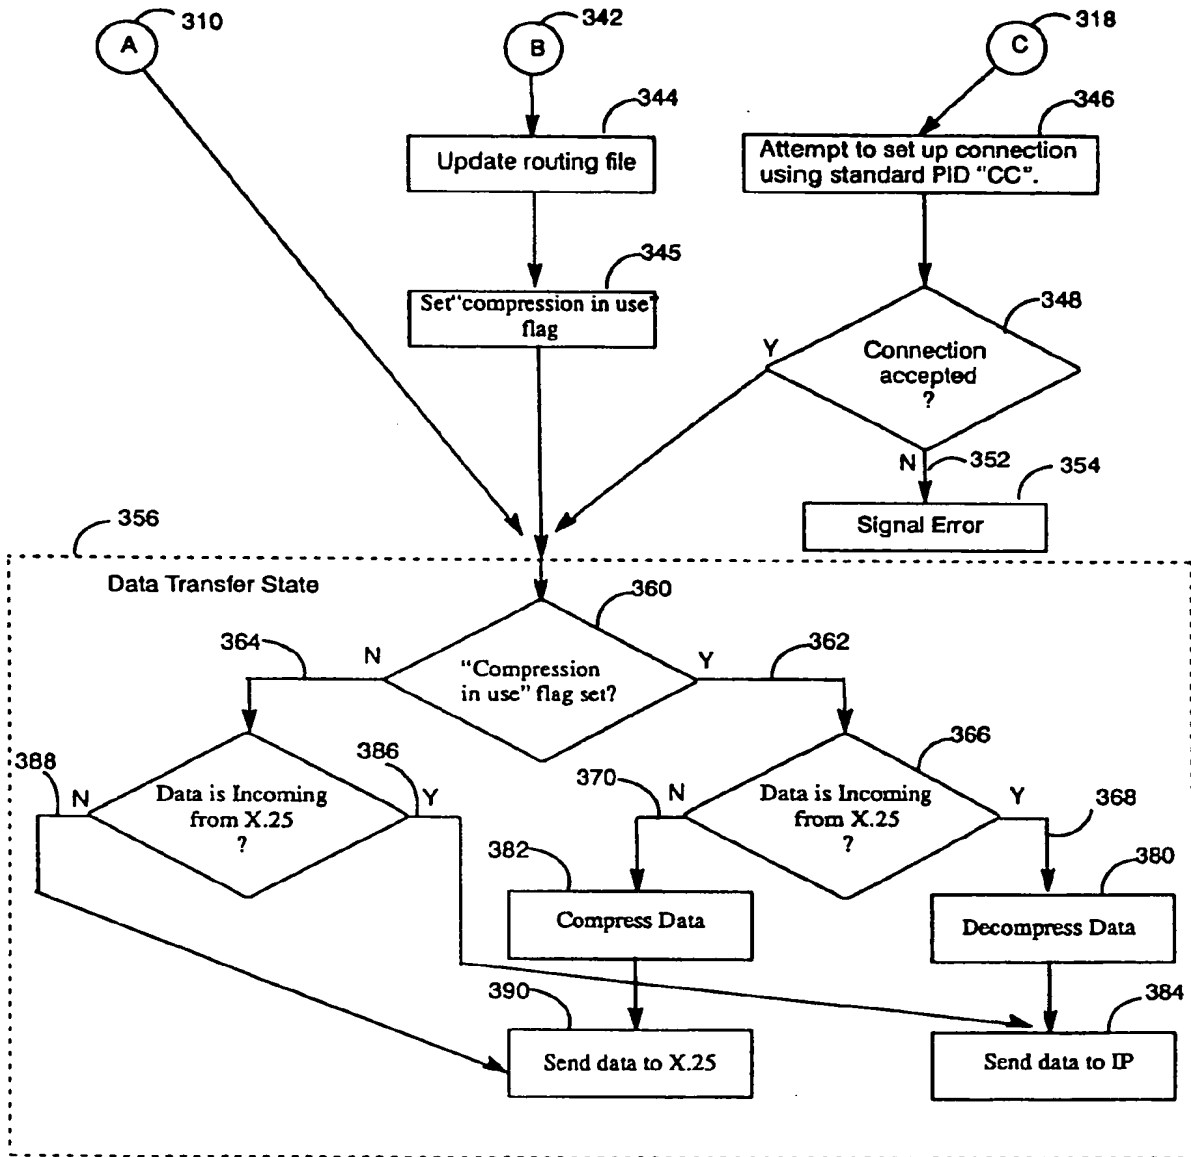 310
342
318
A
B
C
344
346
Update routing file
Attempt to set up connection
using standard PID "CC".
345
Set"compression in use"
flag
348
Y
Connection
accepted
?
N
352
354
Signal Error
356
Data Transfer State
360
364
N
"Compression
in use" flag set?
Y
362
388
386
366
370
N
Data is Incoming
from X.25
?
Y
N
Data is Incoming
from X.25
?
Y
368
382
380
Compress Data
Decompress Data
390
384
Send data to X.25
Send data to IP